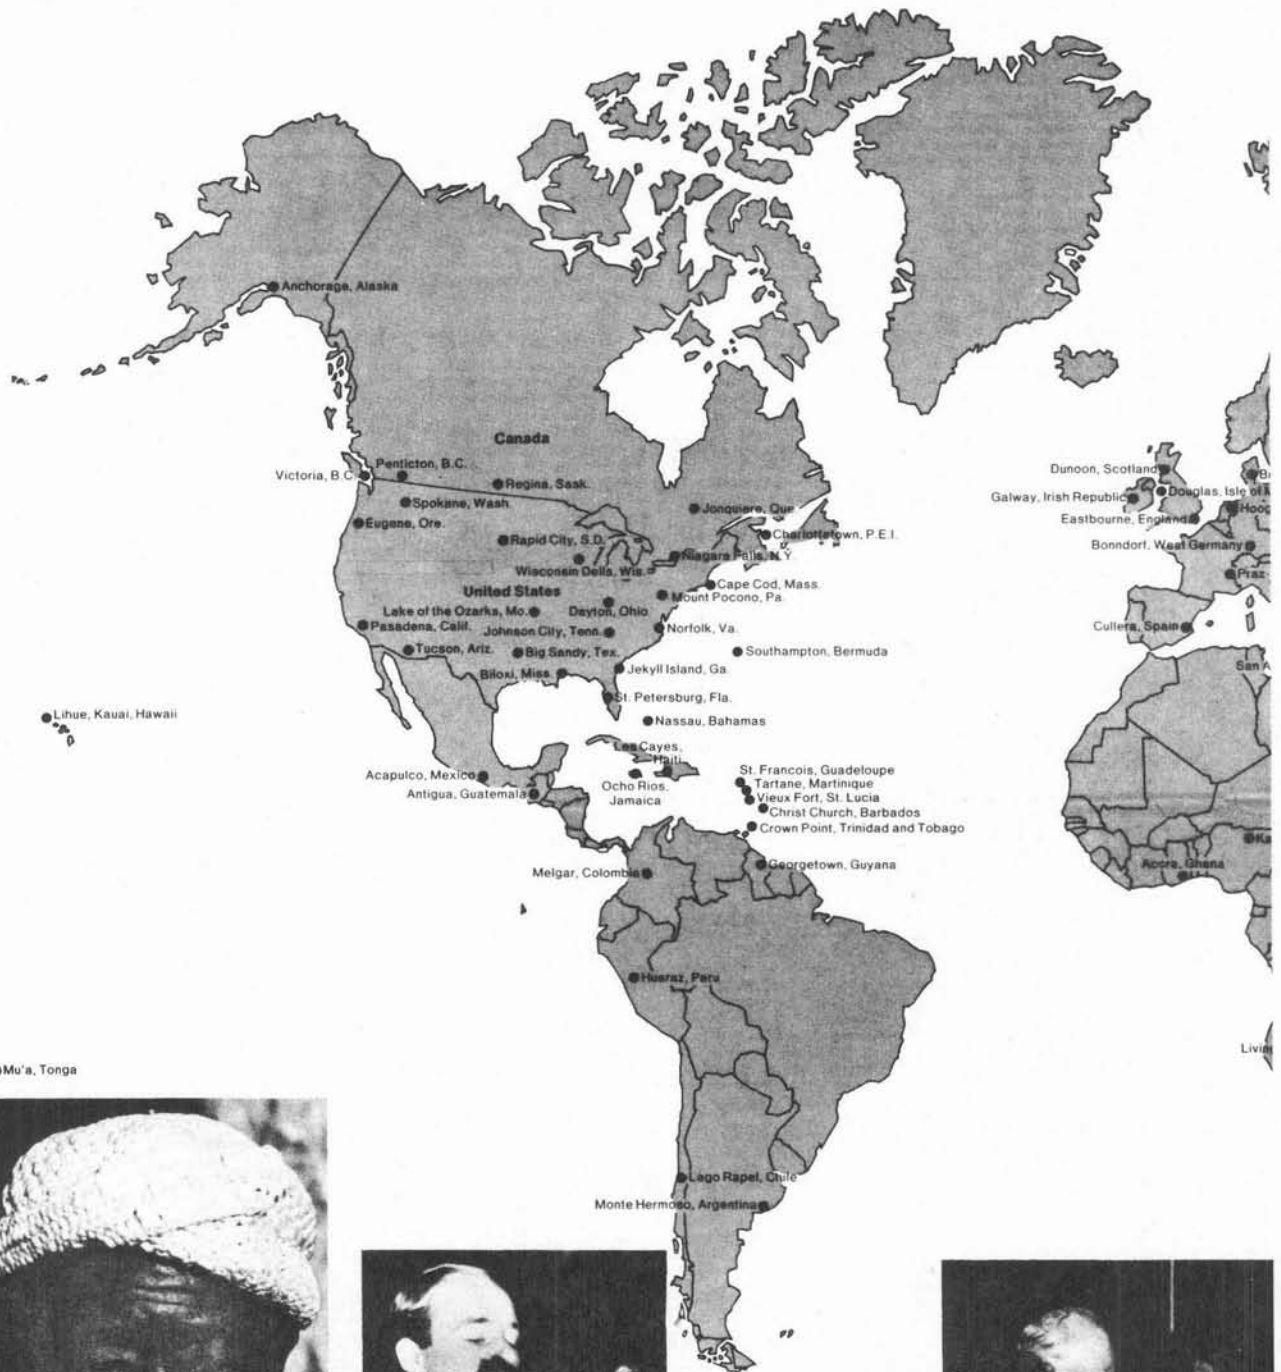 Anchorage, Alaska
Canada
Penticton, B.C.
Victoria, B.C.
Regina, Sask.
Spokane, Wash.
Eugene, Ore.
Jonquiere, Que.
Charlottetown, P.E.I.
Rapid City, S.D.
Niagara Falls, N.Y.
Wisconsin Dells, Wis.
Cape Cod, Mass.
United States
Mount Pocono, Pa.
Lake of the Ozarks, Mo.
Dayton, Ohio
Pasadena, Calif.
Johnson City, Tenn.
Norfolk, Va.
Tucson, Ariz.
Big Sandy, Tex.
Southampton, Bermuda
Biloxi, Miss.
Jekyll Island, Ga.
St. Petersburg, Fla.
Lihue, Kauai, Hawaii
Nassau, Bahamas
Les Cayes,
Haiti
Acapulco, Mexico
Antigua, Guatemala
Ocho Rios,
Jamaica
St. Francois, Guadeloupe
Tartane, Martinique
Vieux Fort, St. Lucia
Christ Church, Barbados
Crown Point, Trinidad and Tobago
Melgar, Colombia
Georgetown, Guyana
Huaraz, Peru
Mu'a, Tonga
Lago Rapel, Chile
Monte Hermoso, Argentina
Dunoon, Scotland
Douglas, Isle of
Galway, Irish Republic
Eastbourne, England
Bonndorf, West Germany
Praz-
Cullera, Spain
San A
Accra, Ghana